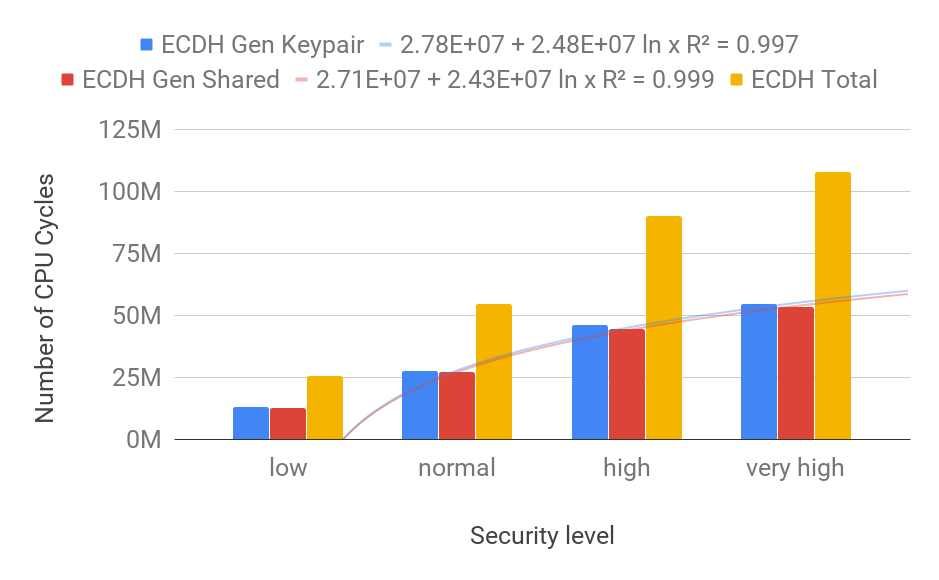 ECDH Gen Keypair 2.78E+07 + 2.48E+07 ln x R² = 0.997
ECDH Gen Shared 2.71E+07 + 2.43E+07 ln x R² = 0.999 ECDH Total
125M
100M
75M
50M
25M
0M
Number of CPU Cycles
low normal high very high
Security level